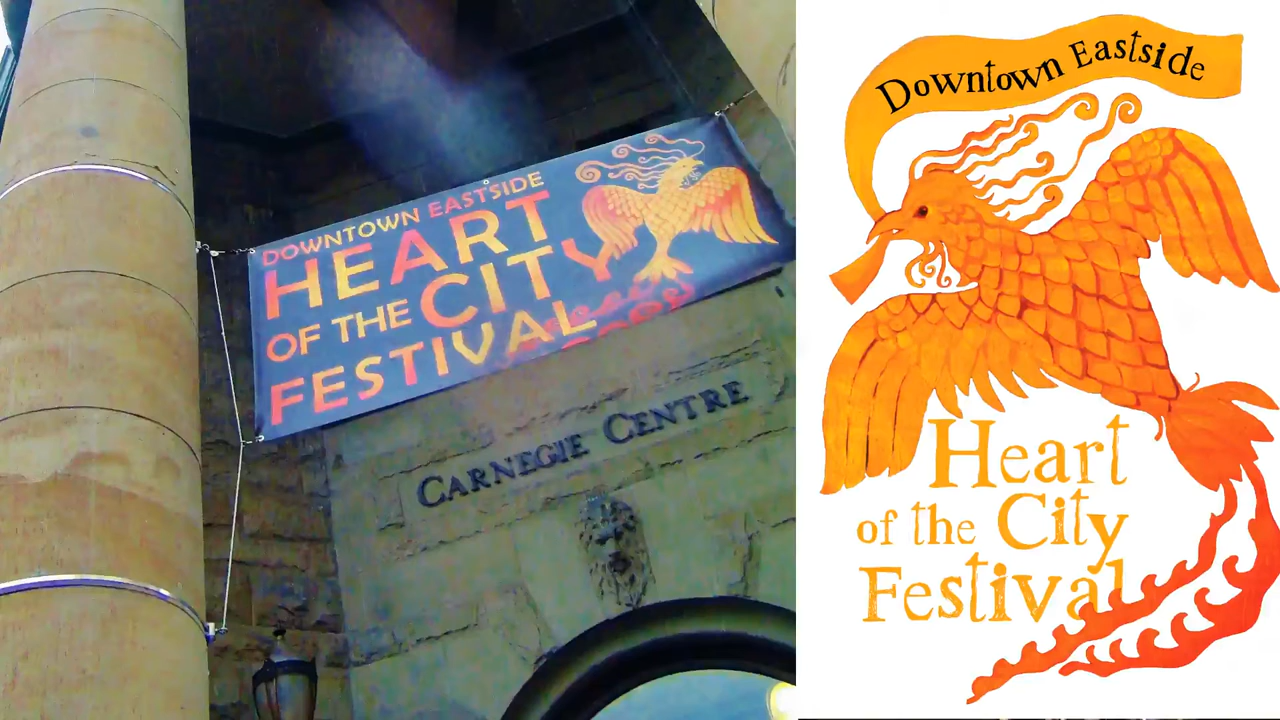 DOWNTOWN EASTSIDE
HEART
OF THE CITY
FESTIVAL
CARNEGIE CENTRE
Downtown Eastside
Heart
of the City
Festival